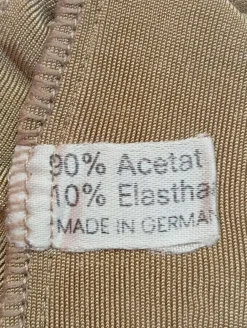 90% Acetat
10% Elastha
MADE IN GERMAN